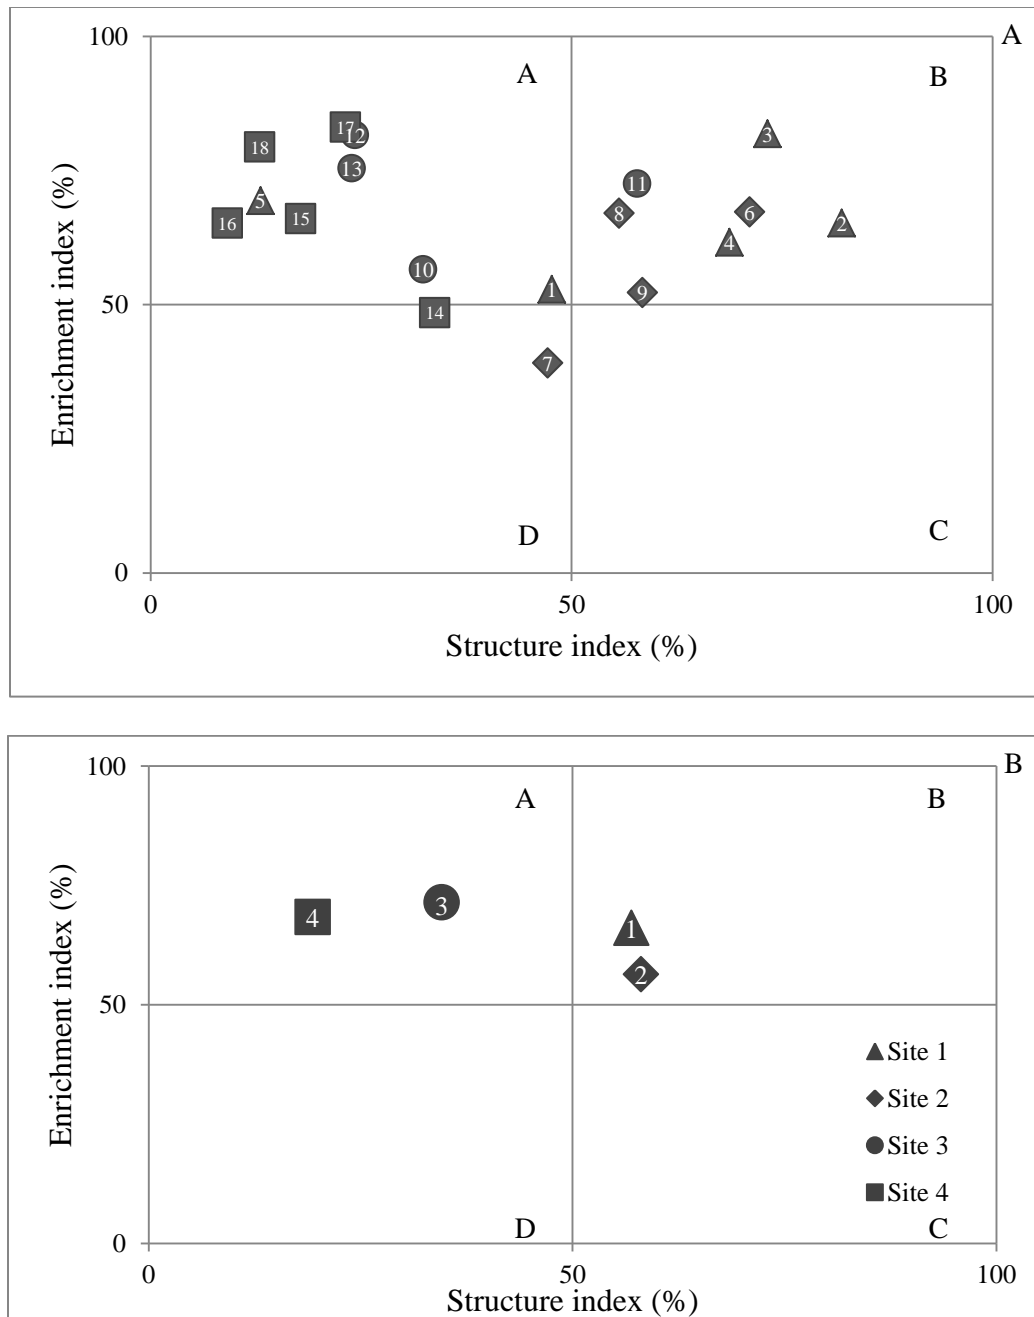 100
A
A
B
3
17
12
18
13
11
5
8
6
16
15
4
2
10
1
9
50
14
7
Enrichment index (%)
D
C
0
0
50
100
Structure index (%)
100
B
A
B
3
4
1
2
50
Enrichment index (%)
Site 1
Site 2
Site 3
Site 4
D
C
0
0
50
100
Structure index (%)